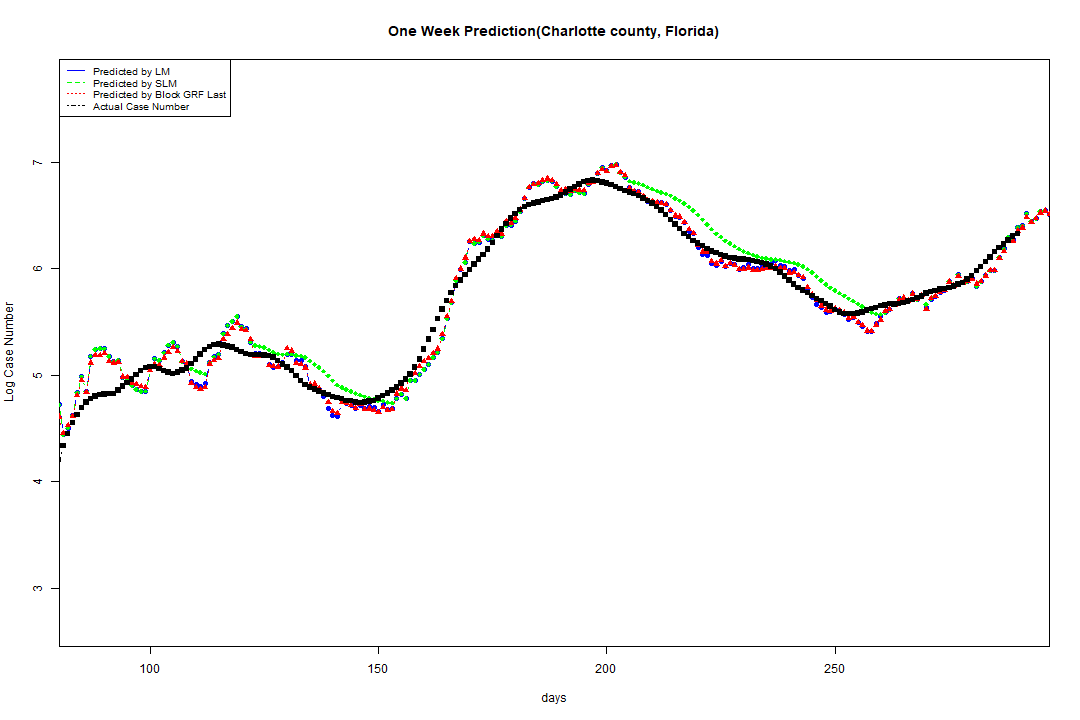 One Week Prediction(Charlotte county, Florida)
Predicted by LM
Predicted by SLM
Predicted by Block GRF Last
Actual Case Number
7
6
5
4
3
Log Case Number
100 150 200 250
days